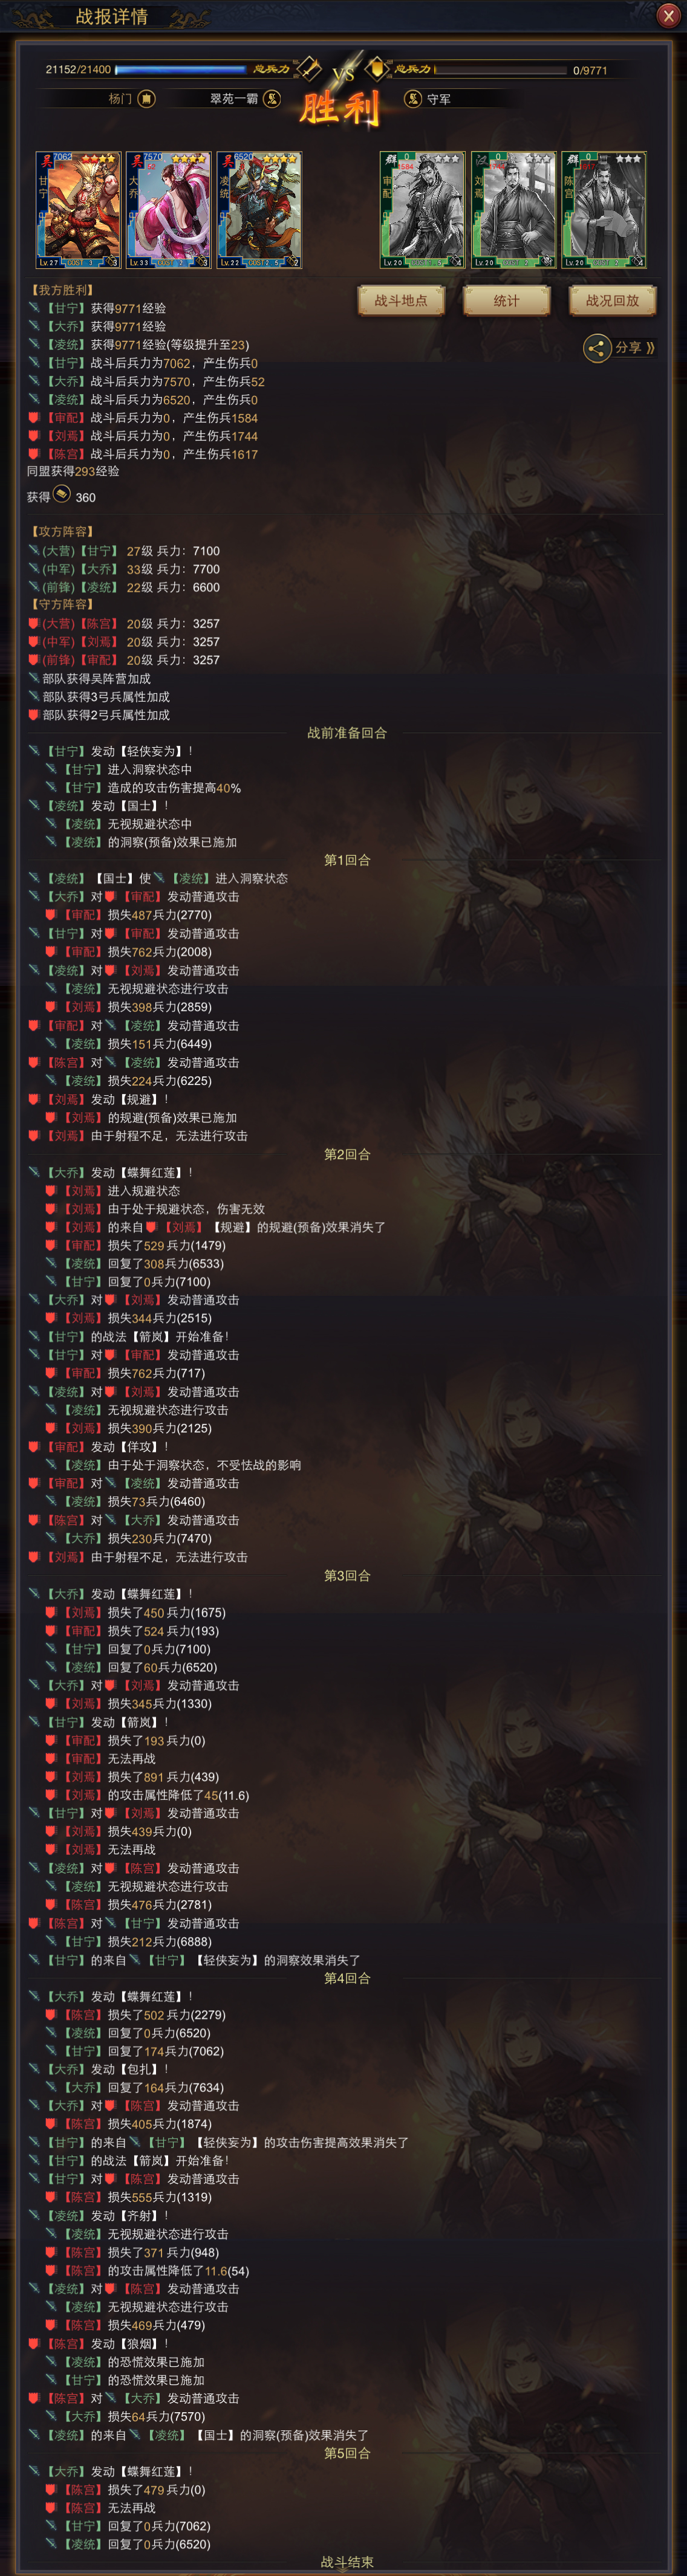 战报详情
21152/21400 总兵力 VS 总兵力 0/9771
杨门 翠苑一霸 胜利 守军
吴 7062 甘宁 Lv.27 3
吴 7570 大乔 Lv.33 3
吴 6520 凌统 Lv.22 2
群 0 审配 Lv.20 4
汉 0 刘焉 Lv.20
群 0 陈宫 Lv.20 4
【我方胜利】
战斗地点 统计 战况回放
【甘宁】获得9771经验
【大乔】获得9771经验
【凌统】获得9771经验(等级提升至23)
分享
【甘宁】战斗后兵力为7062，产生伤兵0
【大乔】战斗后兵力为7570，产生伤兵52
【凌统】战斗后兵力为6520，产生伤兵0
【审配】战斗后兵力为0，产生伤兵1584
【刘焉】战斗后兵力为0，产生伤兵1744
【陈宫】战斗后兵力为0，产生伤兵1617
同盟获得293经验
获得 360
【攻方阵容】
(大营)【甘宁】 27级 兵力：7100
(中军)【大乔】 33级 兵力：7700
(前锋)【凌统】 22级 兵力：6600
【守方阵容】
(大营)【陈宫】 20级 兵力：3257
(中军)【刘焉】 20级 兵力：3257
(前锋)【审配】 20级 兵力：3257
部队获得吴阵营加成
部队获得3弓兵属性加成
部队获得2弓兵属性加成
战前准备回合
【甘宁】发动【轻侠妄为】！
【甘宁】进入洞察状态中
【甘宁】造成的攻击伤害提高40%
【凌统】发动【国士】！
【凌统】无视规避状态中
【凌统】的洞察(预备)效果已施加
第1回合
【凌统】【国士】使【凌统】进入洞察状态
【大乔】对【审配】发动普通攻击
【审配】损失487兵力(2770)
【甘宁】对【审配】发动普通攻击
【审配】损失762兵力(2008)
【凌统】对【刘焉】发动普通攻击
【凌统】无视规避状态进行攻击
【刘焉】损失398兵力(2859)
【审配】对【凌统】发动普通攻击
【凌统】损失151兵力(6449)
【陈宫】对【凌统】发动普通攻击
【凌统】损失224兵力(6225)
【刘焉】发动【规避】！
【刘焉】的规避(预备)效果已施加
【刘焉】由于射程不足，无法进行攻击
第2回合
【大乔】发动【蝶舞红莲】！
【刘焉】进入规避状态
【刘焉】由于处于规避状态，伤害无效
【刘焉】的来自【刘焉】【规避】的规避(预备)效果消失了
【审配】损失了529 兵力(1479)
【凌统】回复了308兵力(6533)
【甘宁】回复了0兵力(7100)
【大乔】对【刘焉】发动普通攻击
【刘焉】损失344兵力(2515)
【甘宁】的战法【箭岚】开始准备！
【甘宁】对【审配】发动普通攻击
【审配】损失762兵力(717)
【凌统】对【刘焉】发动普通攻击
【凌统】无视规避状态进行攻击
【刘焉】损失390兵力(2125)
【审配】发动【佯攻】！
【凌统】由于处于洞察状态，不受怯战的影响
【审配】对【凌统】发动普通攻击
【凌统】损失73兵力(6460)
【陈宫】对【大乔】发动普通攻击
【大乔】损失230兵力(7470)
【刘焉】由于射程不足，无法进行攻击
第3回合
【大乔】发动【蝶舞红莲】！
【刘焉】损失了450 兵力(1675)
【审配】损失了524 兵力(193)
【甘宁】回复了0兵力(7100)
【凌统】回复了60兵力(6520)
【大乔】对【刘焉】发动普通攻击
【刘焉】损失345兵力(1330)
【甘宁】发动【箭岚】！
【审配】损失了193 兵力(0)
【审配】无法再战
【刘焉】损失了891 兵力(439)
【刘焉】的攻击属性降低了45(11.6)
【甘宁】对【刘焉】发动普通攻击
【刘焉】损失439兵力(0)
【刘焉】无法再战
【凌统】对【陈宫】发动普通攻击
【凌统】无视规避状态进行攻击
【陈宫】损失476兵力(2781)
【陈宫】对【甘宁】发动普通攻击
【甘宁】损失212兵力(6888)
【甘宁】的来自【甘宁】【轻侠妄为】的洞察效果消失了
第4回合
【大乔】发动【蝶舞红莲】！
【陈宫】损失了502 兵力(2279)
【凌统】回复了0兵力(6520)
【甘宁】回复了174兵力(7062)
【大乔】发动【包扎】！
【大乔】回复了164兵力(7634)
【大乔】对【陈宫】发动普通攻击
【陈宫】损失405兵力(1874)
【甘宁】的来自【甘宁】【轻侠妄为】的攻击伤害提高效果消失了
【甘宁】的战法【箭岚】开始准备！
【甘宁】对【陈宫】发动普通攻击
【陈宫】损失555兵力(1319)
【凌统】发动【齐射】！
【凌统】无视规避状态进行攻击
【陈宫】损失了371 兵力(948)
【陈宫】的攻击属性降低了11.6(54)
【凌统】对【陈宫】发动普通攻击
【凌统】无视规避状态进行攻击
【陈宫】损失469兵力(479)
【陈宫】发动【狼烟】！
【凌统】的恐慌效果已施加
【甘宁】的恐慌效果已施加
【陈宫】对【大乔】发动普通攻击
【大乔】损失64兵力(7570)
【凌统】的来自【凌统】【国士】的洞察(预备)效果消失了
第5回合
【大乔】发动【蝶舞红莲】！
【陈宫】损失了479 兵力(0)
【陈宫】无法再战
【甘宁】回复了0兵力(7062)
【凌统】回复了0兵力(6520)
战斗结束